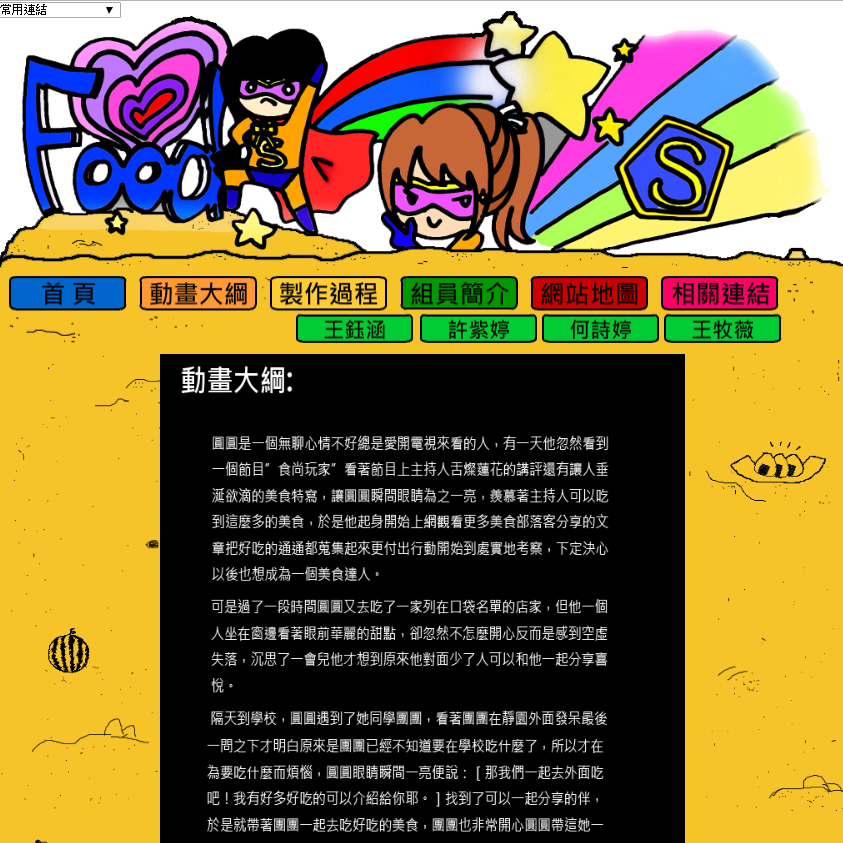 常用連結 ▼
Food
S
S
首頁 動畫大綱 製作過程 組員簡介 網站地圖 相關連結
王鈺涵 許紫婷 何詩婷 王牧薇
動畫大綱:
圓圓是一個無聊心情不好總是愛開電視來看的人，有一天他忽然看到
一個節目”食尚玩家”看著節目上主持人舌燦蓮花的講評還有讓人垂
涎欲滴的美食特寫，讓圓圓瞬間眼睛為之一亮，羨慕著主持人可以吃
到這麼多的美食，於是他起身開始上網觀看更多美食部落客分享的文
章把好吃的通通都蒐集起來更付出行動開始到處實地考察，下定決心
以後也想成為一個美食達人。
可是過了一段時間圓圓又去吃了一家列在口袋名單的店家，但他一個
人坐在窗邊看著眼前華麗的甜點，卻忽然不怎麼開心反而是感到空虛
失落，沉思了一會兒他才想到原來他對面少了人可以和他一起分享喜
悅。
隔天到學校，圓圓遇到了她同學團團，看著團團在靜園外面發呆最後
一問之下才明白原來是團團已經不知道要在學校吃什麼了，所以才在
為要吃什麼而煩惱，圓圓眼睛瞬間一亮便說：［那我們一起去外面吃
吧！我有好多好吃的可以介紹給你耶。］找到了可以一起分享的伴，
於是就帶著團團一起去吃好吃的美食，團團也非常開心圓圓帶這她一